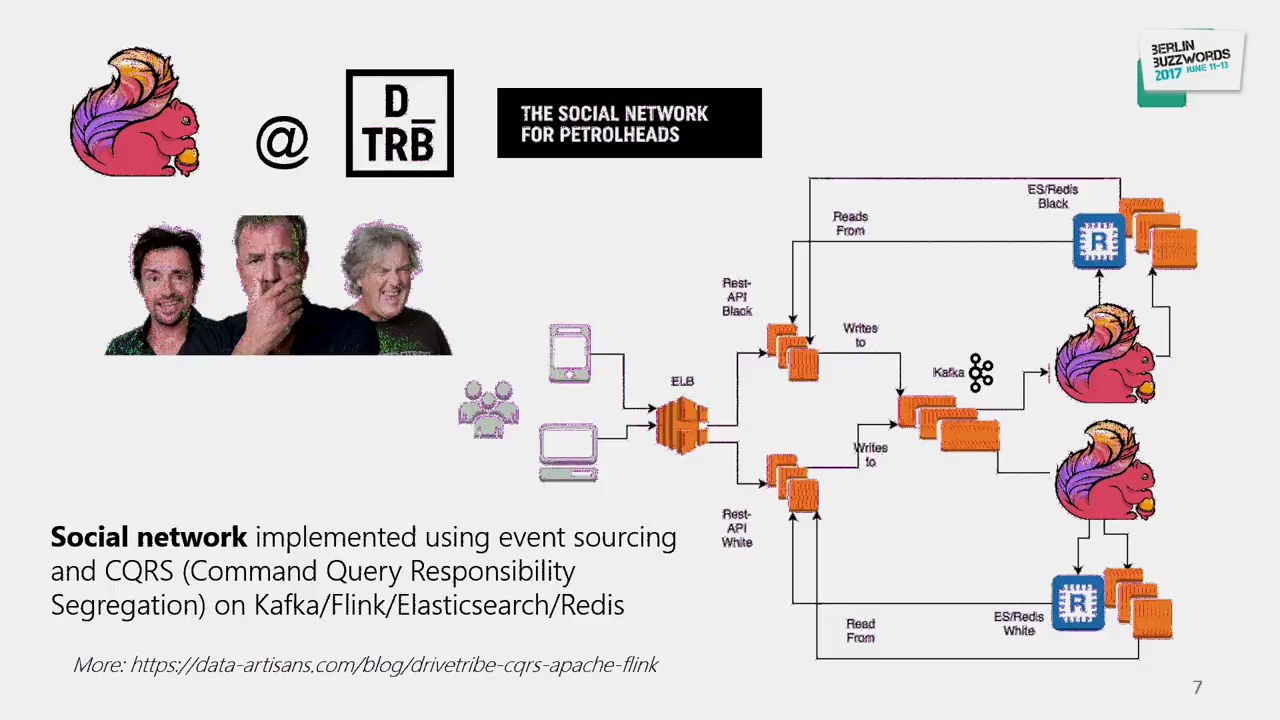 BERLIN
BUZZWORDS
2017 JUNE 11-13
@
D_
TRB
THE SOCIAL NETWORK
FOR PETROLHEADS
ES/Redis
Black
Reads
From
R
Rest-
API
Black
Writes
to
Kafka
ELB
Writes
to
Rest-
API
White
R
ES/Redis
White
Read
From
Social network implemented using event sourcing
and CQRS (Command Query Responsibility
Segregation) on Kafka/Flink/Elasticsearch/Redis
More: https://data-artisans.com/blog/drivetribe-cqrs-apache-flink
7